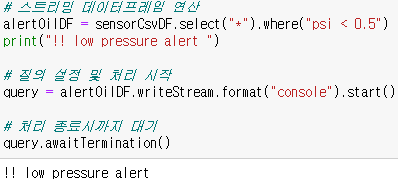 # 스트리밍 데이터프레임 연산
alertOilDF = sensorCsvDF.select("*").where("psi < 0.5")
print("!! low pressure alert ")
# 질의 설정 및 처리 시작
query = alertOilDF.writeStream.format("console").start()
# 처리 종료시까지 대기
query.awaitTermination()
!! low pressure alert